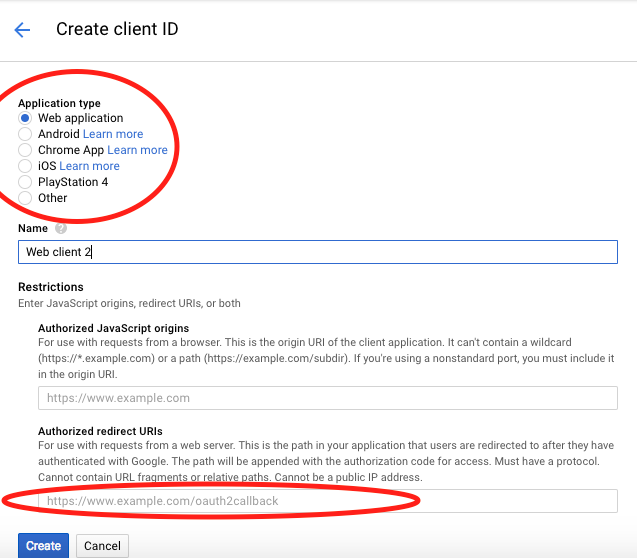 Create client ID
Application type
Web application
Android Learn more
Chrome App Learn more
iOS Learn more
PlayStation 4
Other
Name ?
Web client 2
Restrictions
Enter JavaScript origins, redirect URIs, or both
Authorized JavaScript origins
For use with requests from a browser. This is the origin URI of the client application. It can't contain a wildcard
(https://*.example.com) or a path (https://example.com/subdir). If you're using a nonstandard port, you must include it
in the origin URI.
https://www.example.com
Authorized redirect URIs
For use with requests from a web server. This is the path in your application that users are redirected to after they have
authenticated with Google. The path will be appended with the authorization code for access. Must have a protocol.
Cannot contain URL fragments or relative paths. Cannot be a public IP address.
https://www.example.com/oauth2callback
Create Cancel